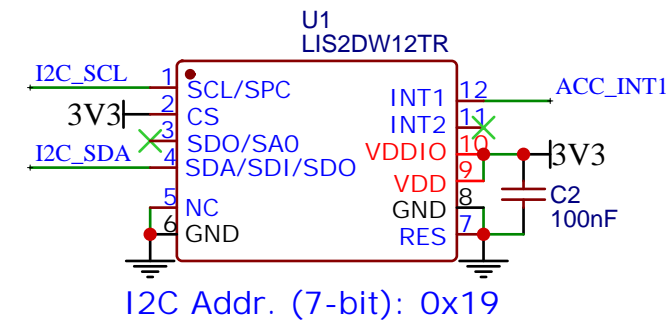 U1
LIS2DW12TR
I2C_SCL 1 SCL/SPC INT1 12 ACC_INT1
3V3 2 CS INT2 11
3 SDO/SA0 VDDIO 10 3V3
I2C_SDA 4 SDA/SDI/SDO VDD 9
5 NC GND 8 C2
6 GND RES 7 100nF
I2C Addr. (7-bit): 0x19